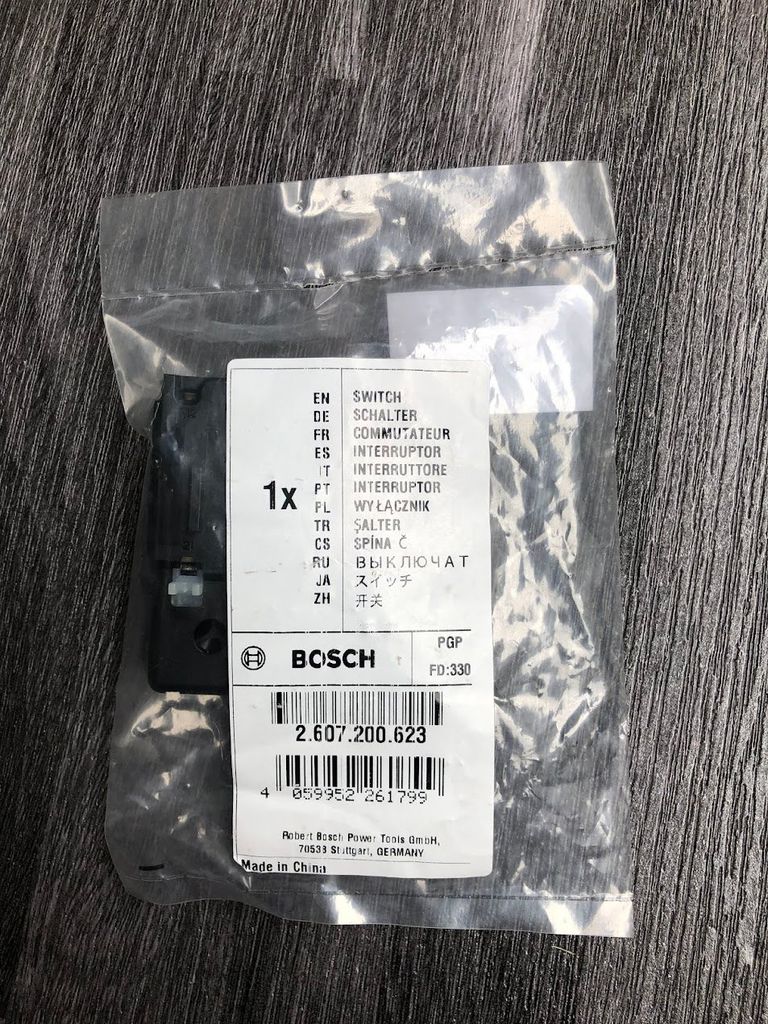 1x
EN SWITCH
DE SCHALTER
FR COMMUTATEUR
ES INTERRUPTOR
IT INTERRUTTORE
PT INTERRUPTOR
PL WYŁĄCZNIK
TR ŞALTER
CS SPÍNA Č
RU ВЫКЛЮЧАТ
JA スイッチ
ZH 开关
BOSCH
PGP
FD:330
2.607.200.623
4 059952 261799
Robert Bosch Power Tools GmbH,
70538 Stuttgart, GERMANY
Made in China